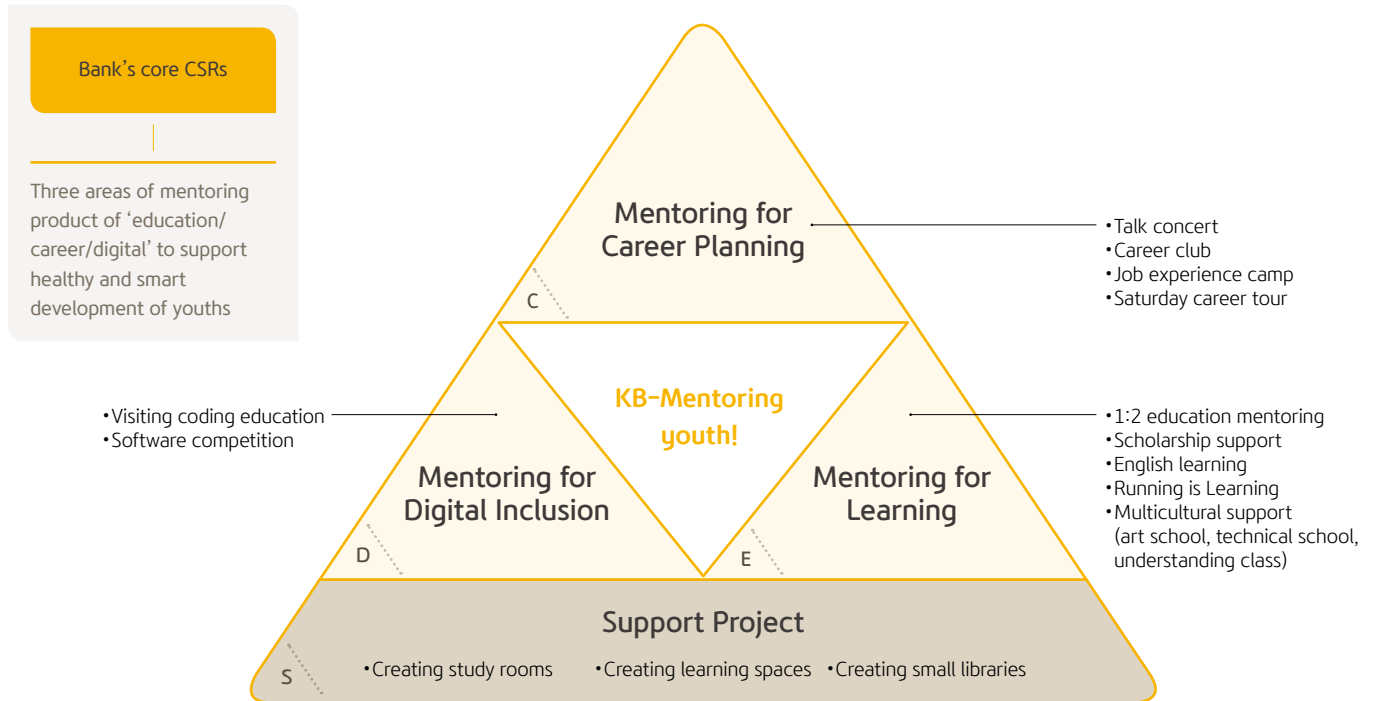 Bank's core CSRs
Three areas of mentoring
product of ‘education/
career/digital’ to support
healthy and smart
development of youths
Mentoring for
Career Planning
C
•Talk concert
•Career club
•Job experience camp
•Saturday career tour
KB-Mentoring
youth!
•Visiting coding education
•Software competition
Mentoring for
Digital Inclusion
D
Mentoring for
Learning
E
•1:2 education mentoring
•Scholarship support
•English learning
•Running is Learning
•Multicultural support
(art school, technical school,
understanding class)
Support Project
S
•Creating study rooms •Creating learning spaces •Creating small libraries